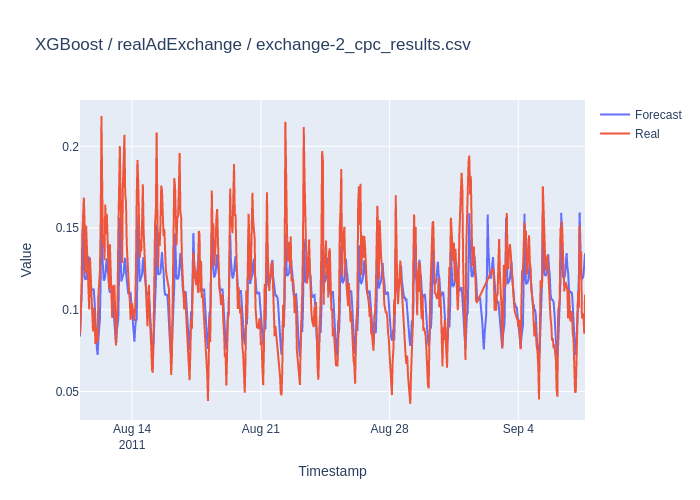 XGBoost / realAdExchange / exchange-2_cpc_results.csv
Forecast
Real
0.2
0.15
0.1
0.05
Value
Aug 14
2011
Aug 21
Aug 28
Sep 4
Timestamp